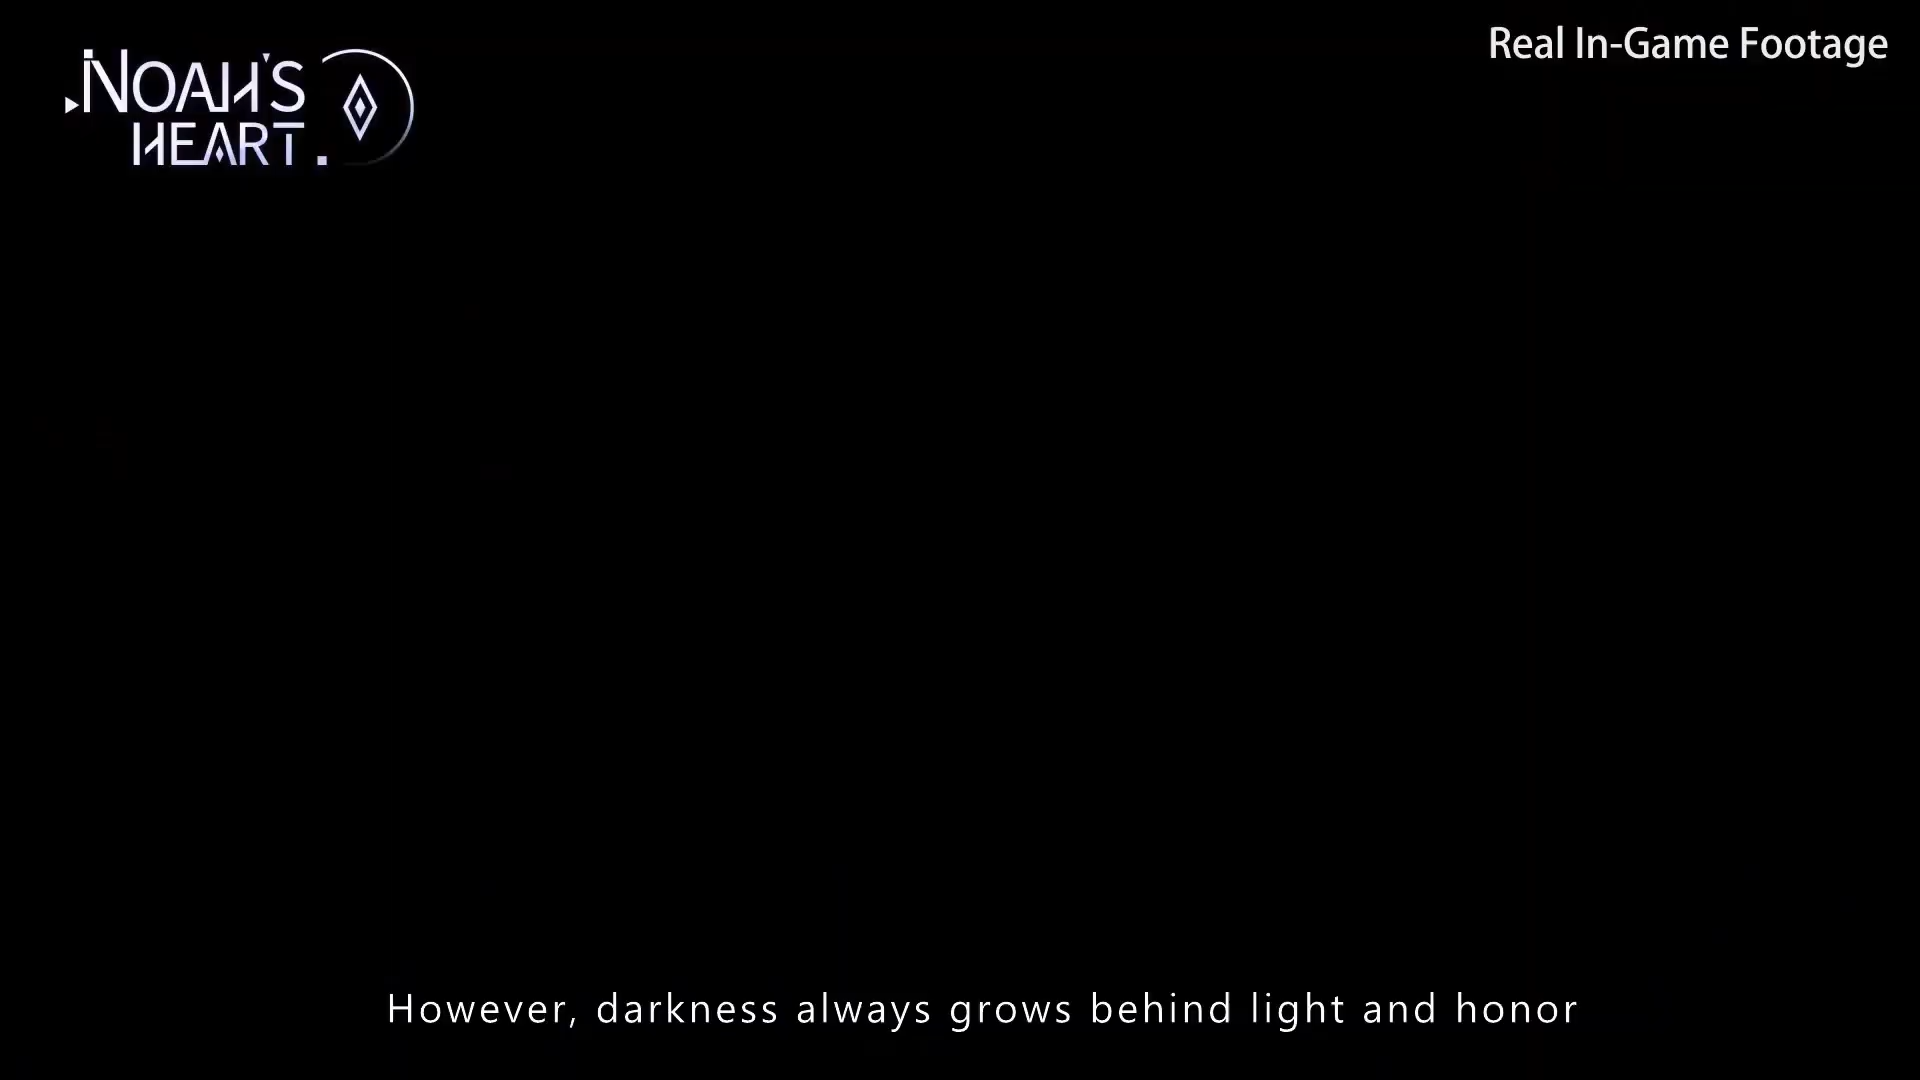 NOAH'S
HEART
Real In-Game Footage
However, darkness always grows behind light and honor